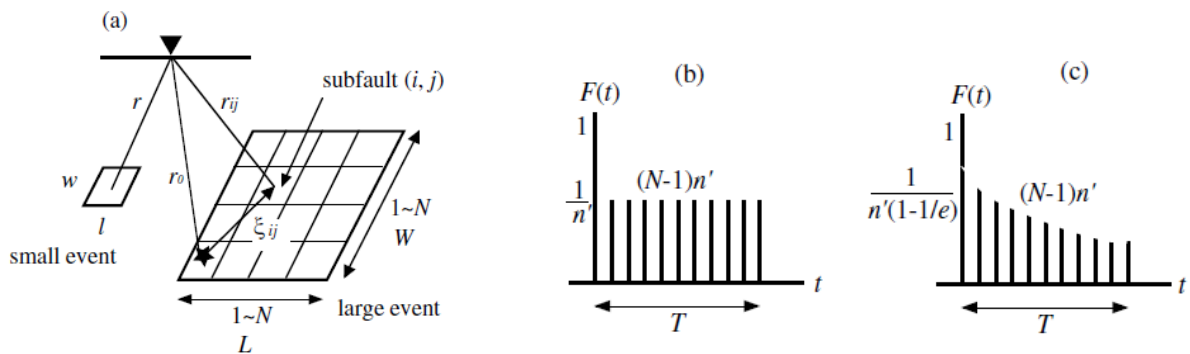 (a)
r
r_ij
subfault (i, j)
w
r_0
l
ξ_ij
small event
1~N
W
1~N
L
large event
(b)
F(t)
1
1/n'
(N-1)n'
t
T
(c)
F(t)
1
1/n'(1-1/e)
(N-1)n'
t
T